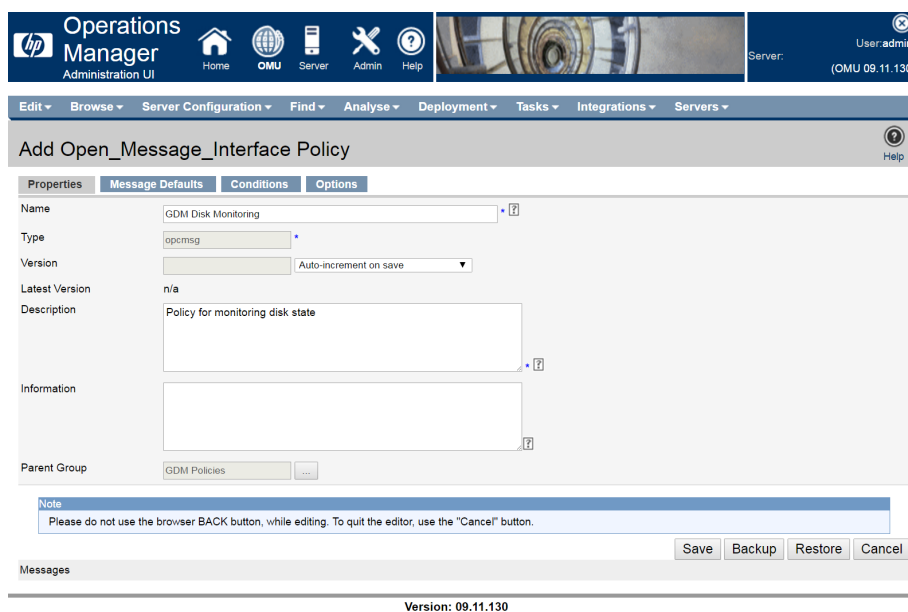 hp
Operations
Manager
Administration UI
Home
OMU
Server
Admin
Help
Server:
User:admin
(OMU 09.11.130
Edit
Browse
Server Configuration
Find
Analyse
Deployment
Tasks
Integrations
Servers
Add Open_Message_Interface Policy
Help
Properties
Message Defaults
Conditions
Options
Name
GDM Disk Monitoring
* ?
Type
opcmsg
*
Version
Auto-increment on save
Latest Version
n/a
Description
Policy for monitoring disk state
* ?
Information
?
Parent Group
GDM Policies
...
Note
Please do not use the browser BACK button, while editing. To quit the editor, use the "Cancel" button.
Save
Backup
Restore
Cancel
Messages
Version: 09.11.130